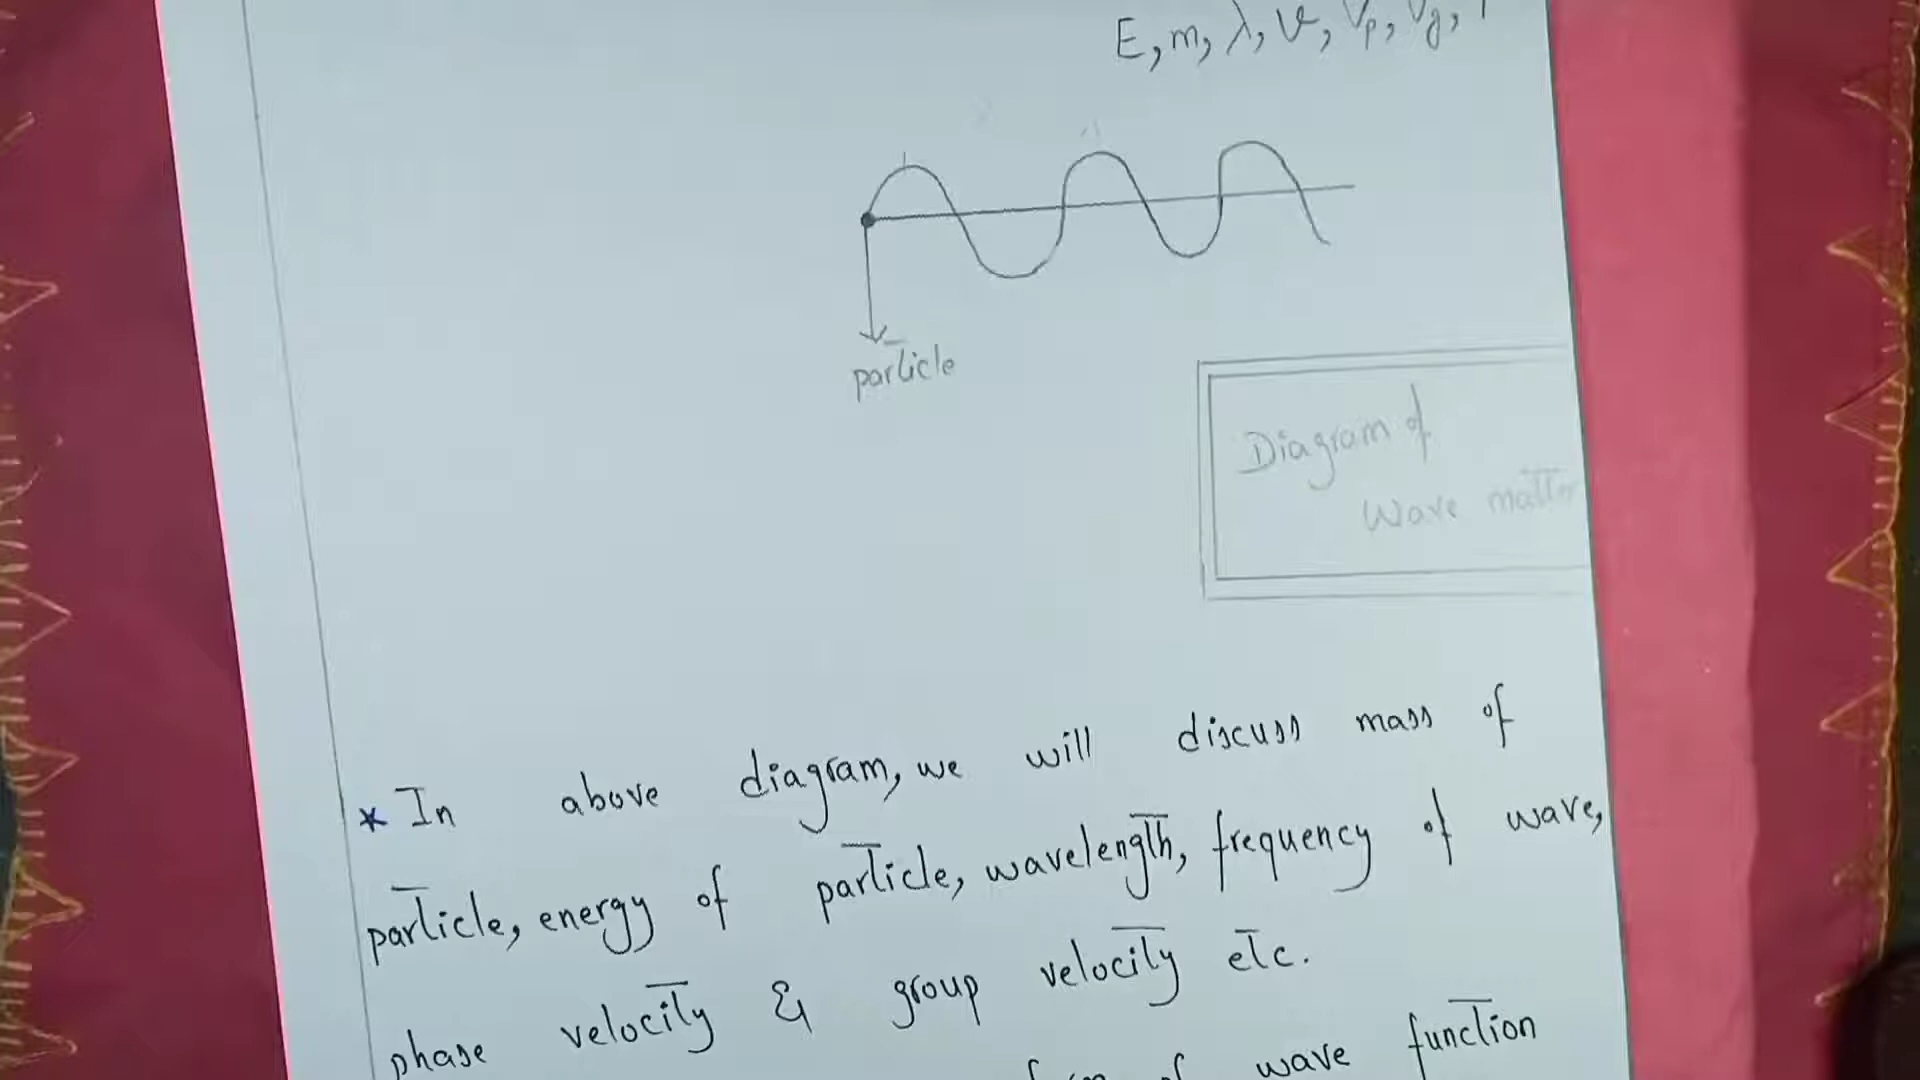 E, m, λ, ν, Vp, Vg,
particle
Diagram of
Wave matter
* In above diagram, we will discuss mass of
particle, energy of particle, wavelength, frequency of wave,
phase velocity & group velocity etc.
of wave function